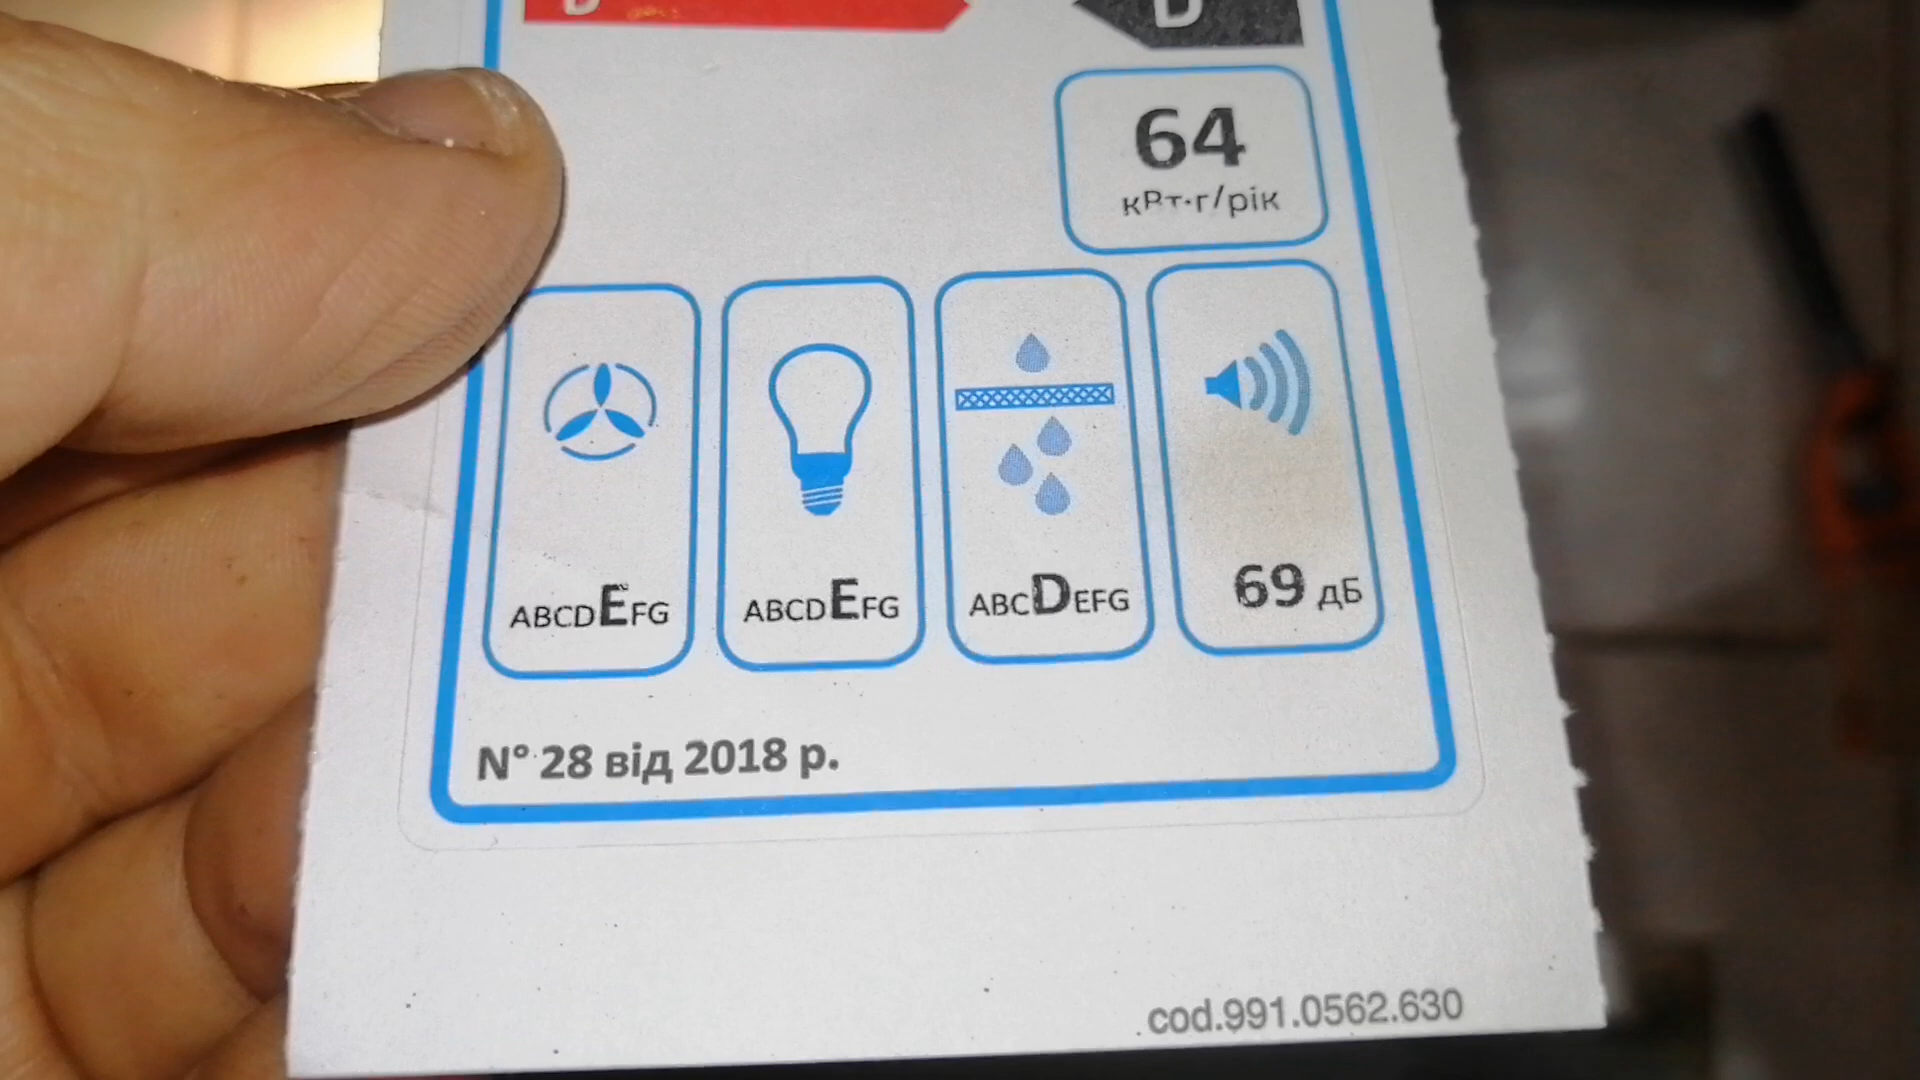 D D
64
кВт·г/рік
ABCDEFG ABCDEFG ABCDEFG 69 дБ
N° 28 від 2018 р.
cod.991.0562.630